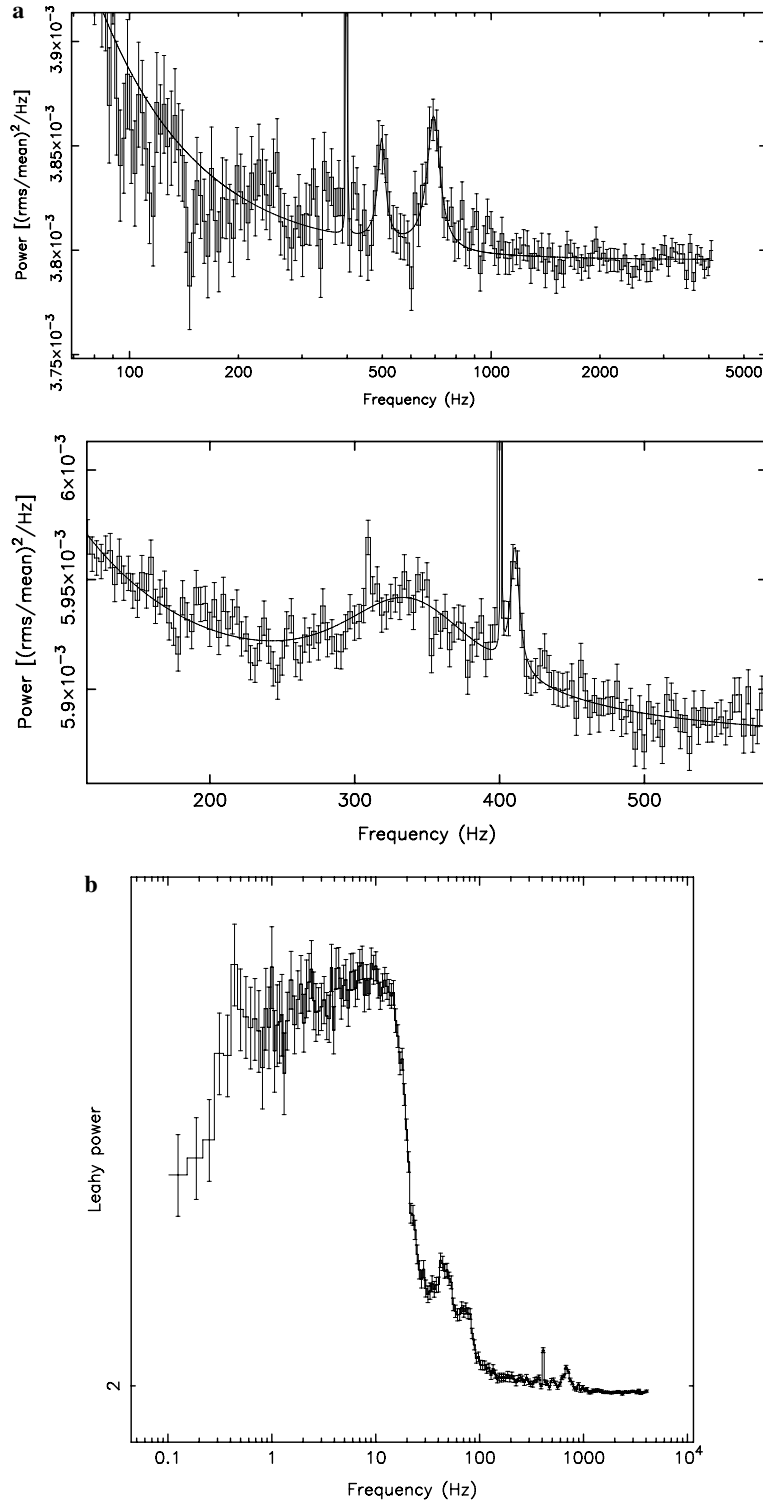 a
Power [(rms/mean)²/Hz]
3.9×10⁻³
3.85×10⁻³
3.8×10⁻³
3.75×10⁻³
100 200 500 1000 2000 5000
Frequency (Hz)
Power [(rms/mean)²/Hz]
6×10⁻³
5.95×10⁻³
5.9×10⁻³
200 300 400 500
Frequency (Hz)
b
Leahy power
2
0.1 1 10 100 1000 10⁴
Frequency (Hz)